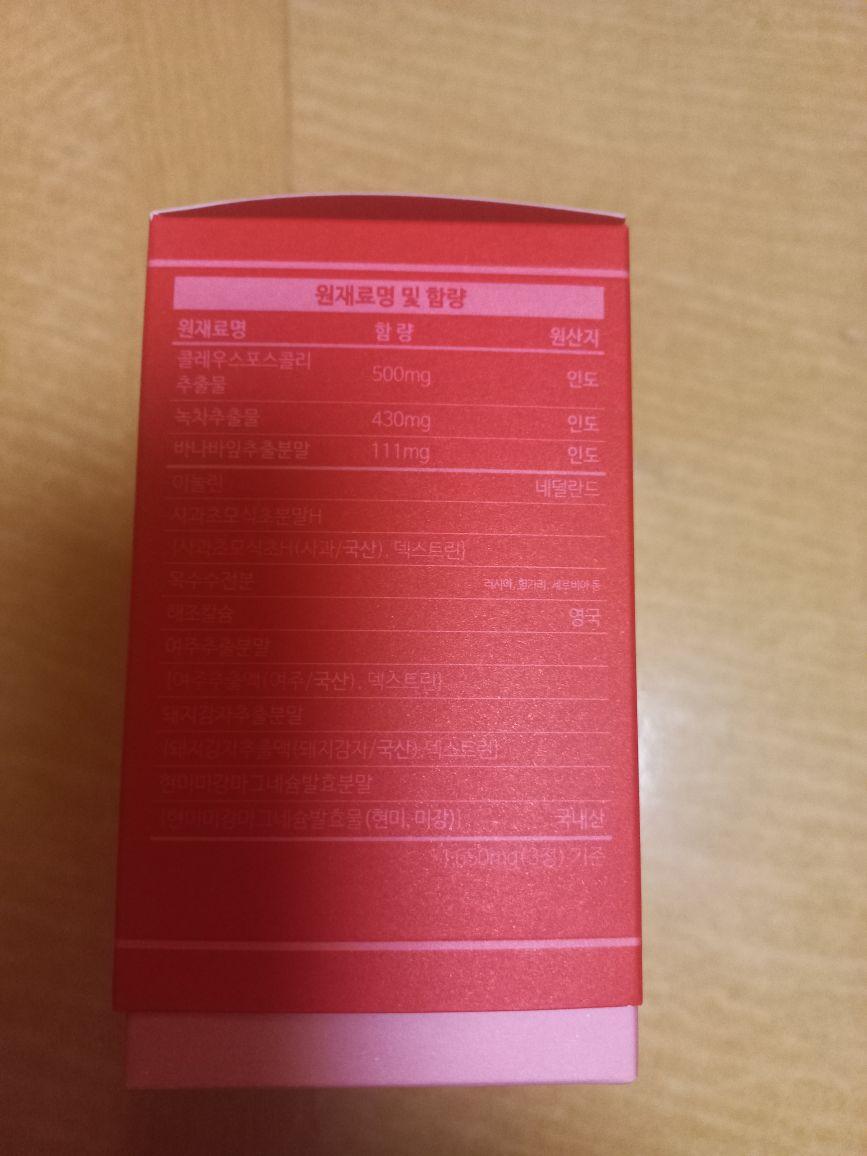 원재료명 및 함량
원재료명 함 량 원산지
콜레우스포스콜리
추출물 500mg 인도
녹차추출물 430mg 인도
바나바잎추출분말 111mg 인도
이눌린 네덜란드
사과초모식초분말H
{사과초모식초H(사과/국산), 덱스트린}
옥수수전분 러시아, 헝가리, 세르비아 등
해조칼슘 영국
여주추출분말
{여주추출액(여주/국산), 덱스트린}
돼지감자추출분말
{돼지감자추출액(돼지감자/국산),덱스트린}
현미미강마그네슘발효분말
{현미미강마그네슘발효물(현미, 미강)} 국내산
1,650mg(3정) 기준